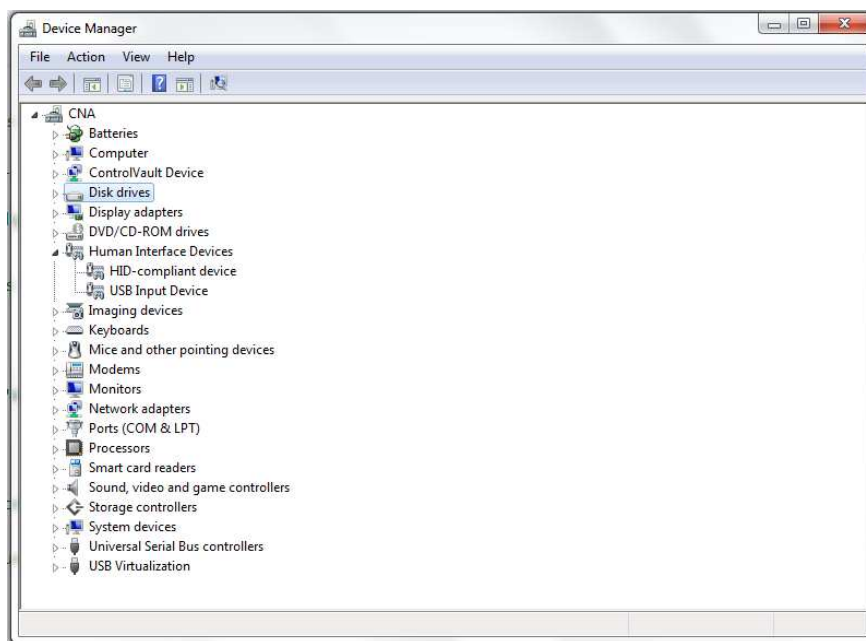 Device Manager
File Action View Help
CNA
Batteries
Computer
ControlVault Device
Disk drives
Display adapters
DVD/CD-ROM drives
Human Interface Devices
HID-compliant device
USB Input Device
Imaging devices
Keyboards
Mice and other pointing devices
Modems
Monitors
Network adapters
Ports (COM & LPT)
Processors
Smart card readers
Sound, video and game controllers
Storage controllers
System devices
Universal Serial Bus controllers
USB Virtualization